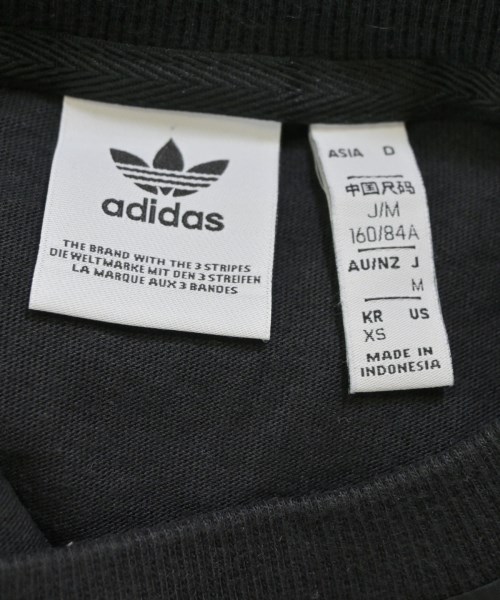 adidas
THE BRAND WITH THE 3 STRIPES
DIE WELTMARKE MIT DEN 3 STREIFEN
LA MARQUE AUX 3 BANDES
ASIA D
中国尺码
J/M
160/84A
AU/NZ J
M
KR US
XS
MADE IN
INDONESIA